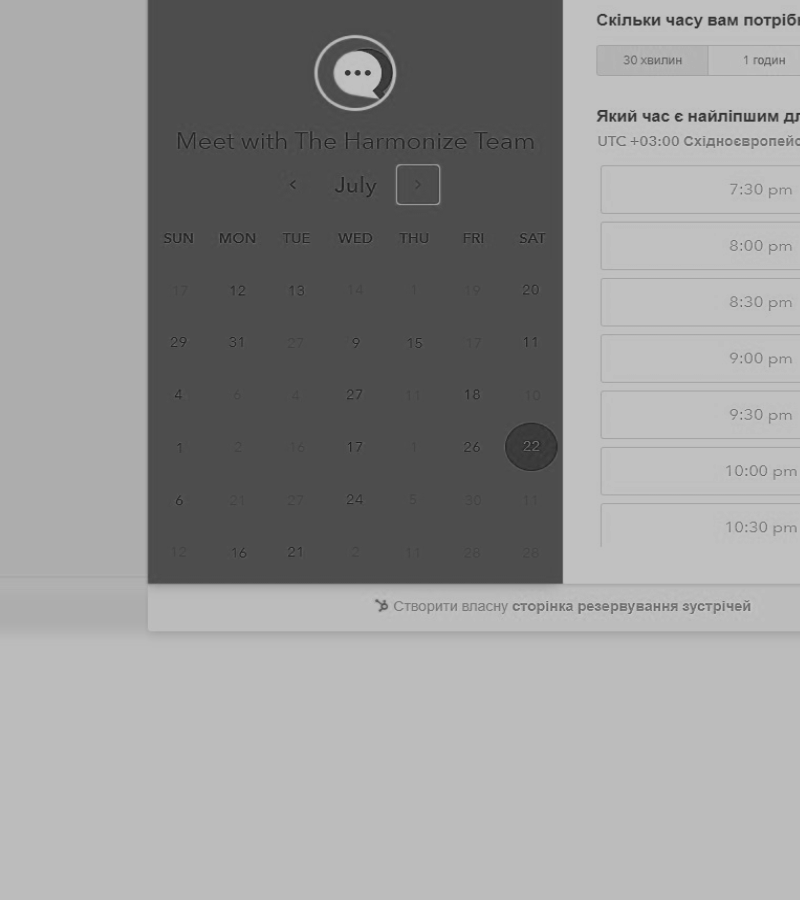 Meet with The Harmonize Team
July
SUN MON TUE WED THU FRI SAT
17 12 13 14 1 19 20
29 31 27 9 15 17 11
4 6 4 27 11 18 10
1 2 16 17 1 26 22
6 21 27 24 5 30 11
12 16 21 2 11 28 28
Скільки часу вам
30 хвилин 1 годин
Який час є найліпшим
UTC +03:00
7:30 pm
8:00 pm
8:30 pm
9:00 pm
9:30 pm
10:00 pm
10:30 pm
Створити власну сторінка резервування зустрічей